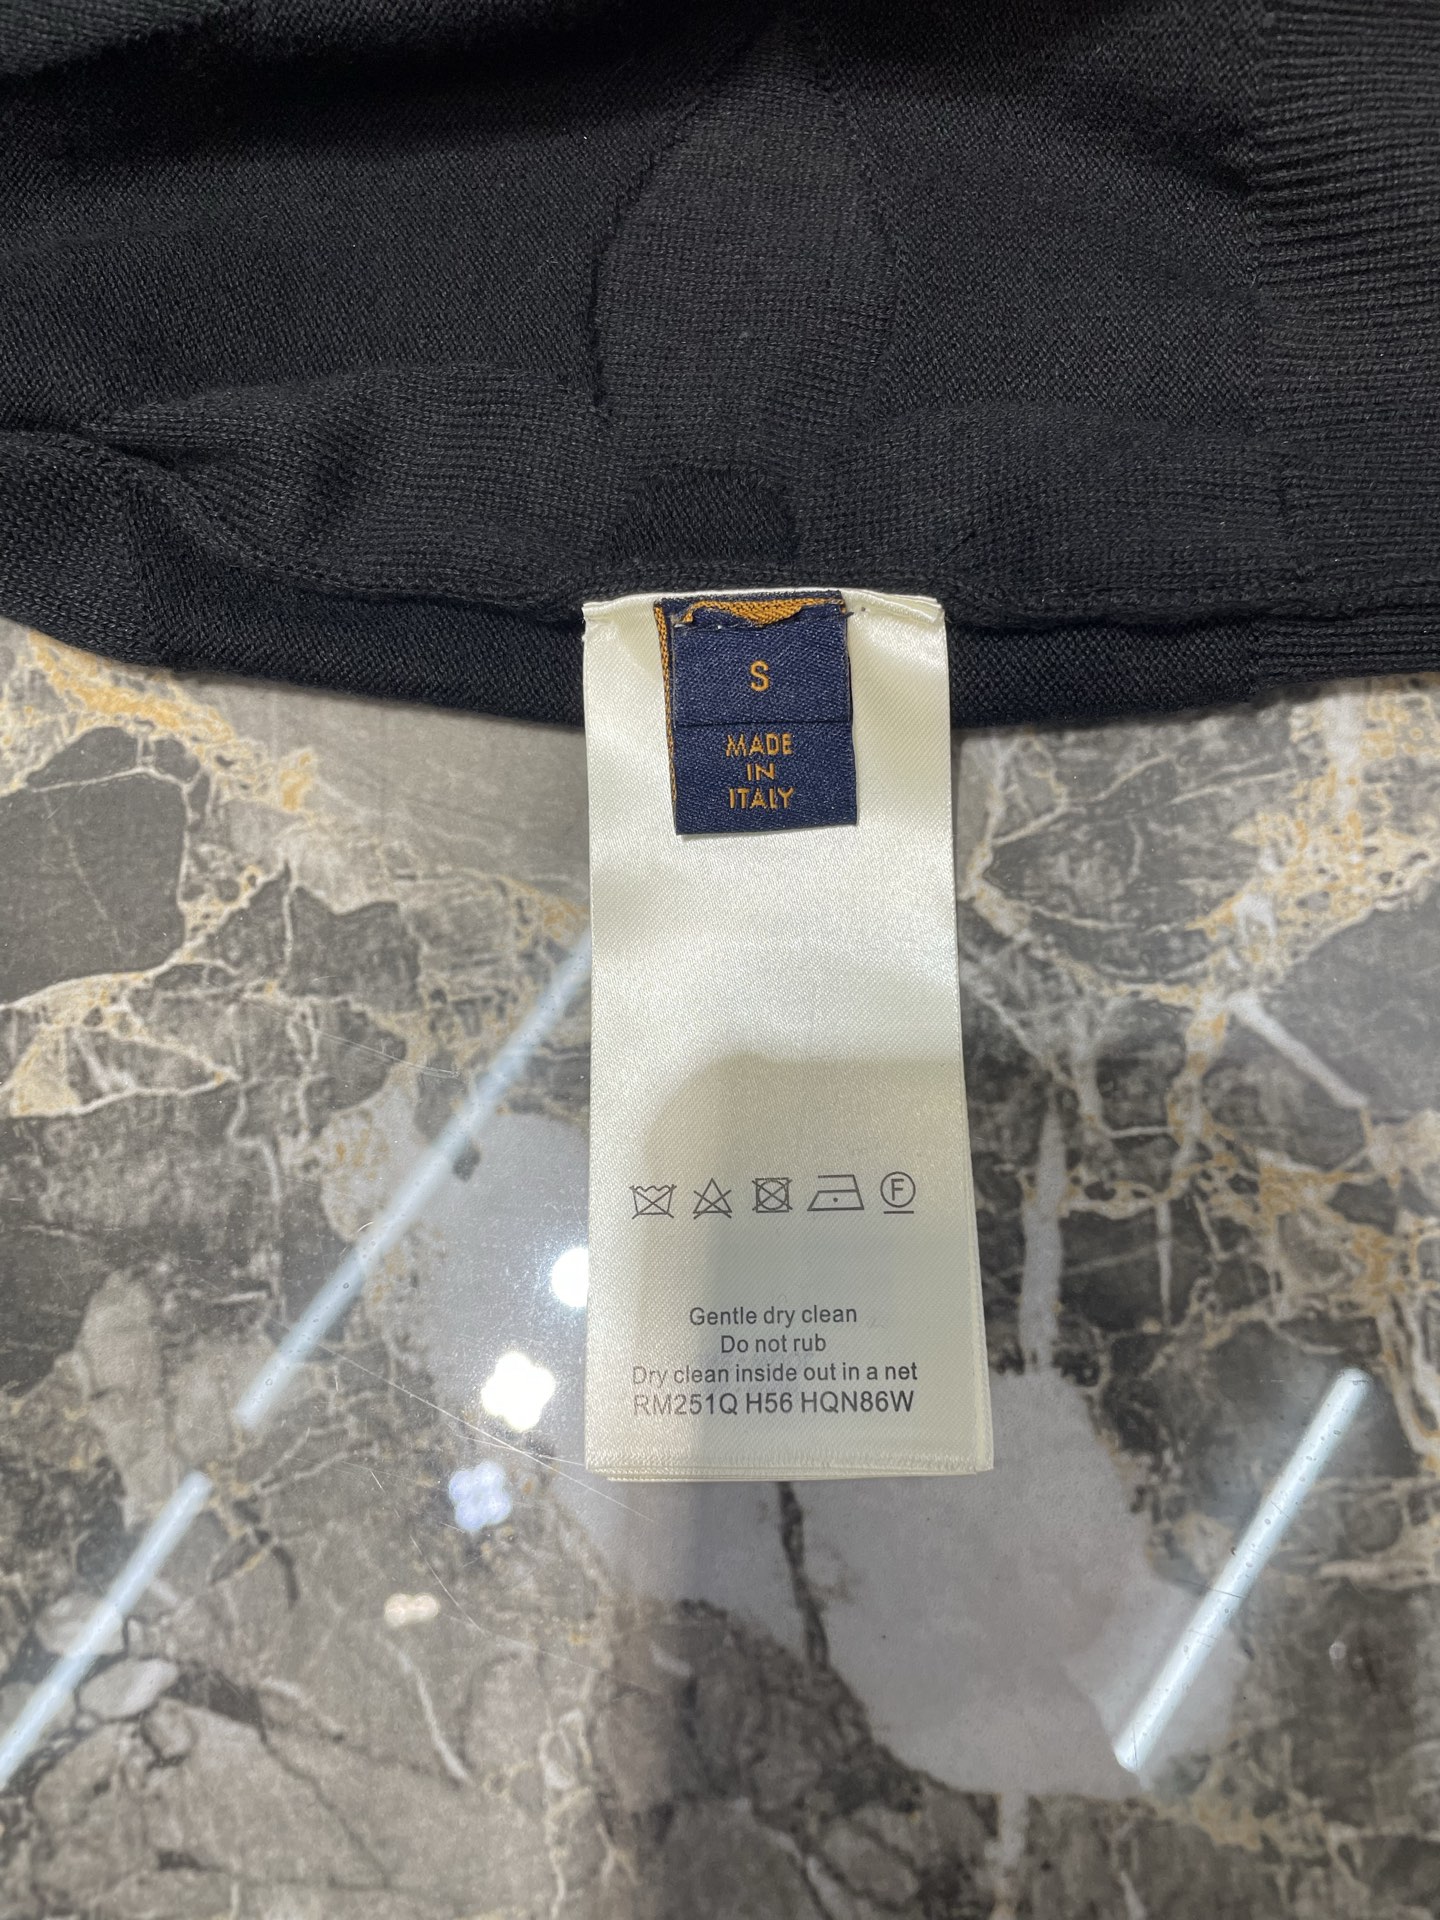 S
MADE
IN
ITALY
F
Gentle dry clean
Do not rub
Dry clean inside out in a net
RM251Q H56 HQN86W